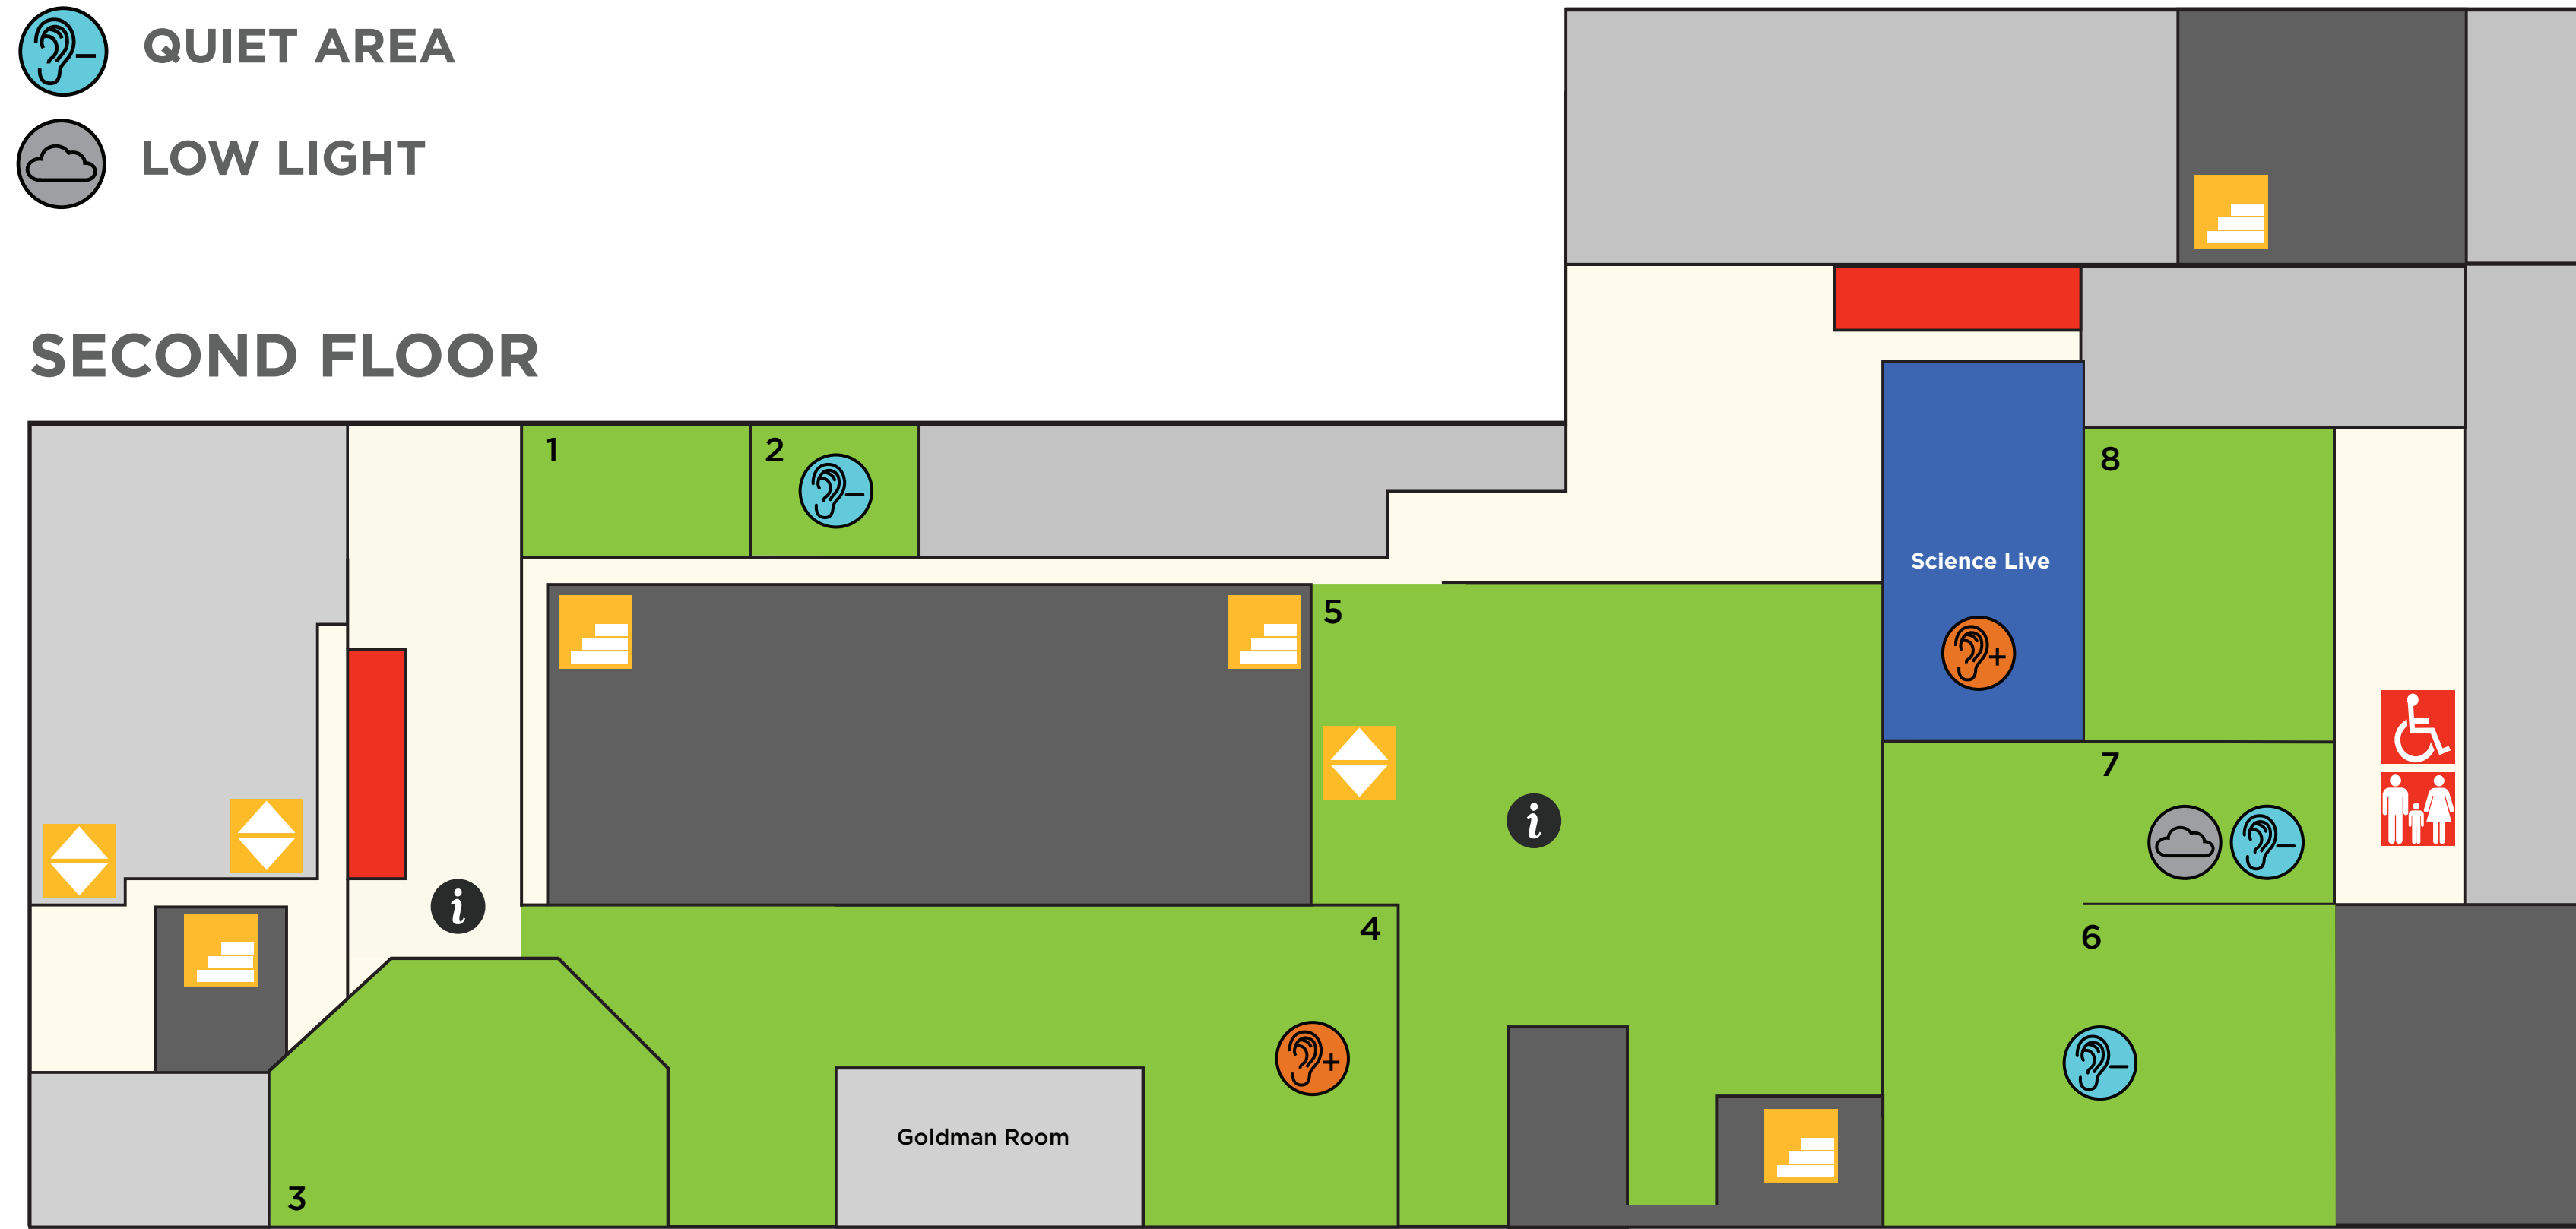 QUIET AREA
LOW LIGHT
SECOND FLOOR
1
2
8
Science Live
5
7
4
6
Goldman Room
3
i
i